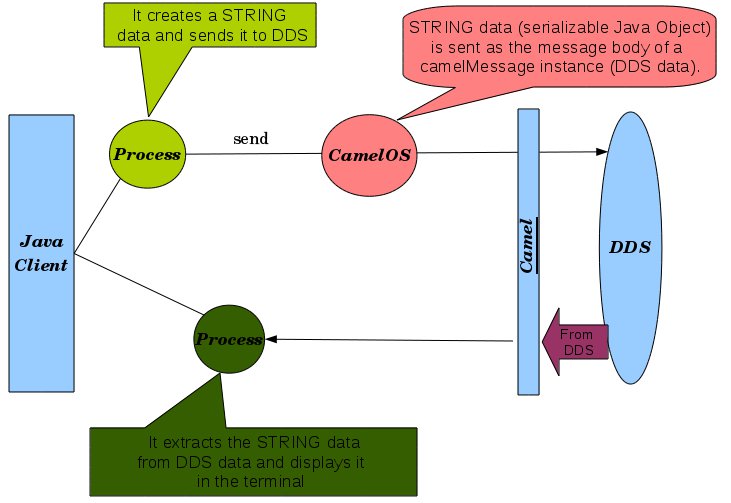 It creates a STRING
data and sends it to DDS
STRING data (serializable Java Object)
is sent as the message body of a
camelMessage instance (DDS data).
Process
send
CamelOS
Java
Client
Camel
DDS
Process
From
DDS
It extracts the STRING data
from DDS data and displays it
in the terminal